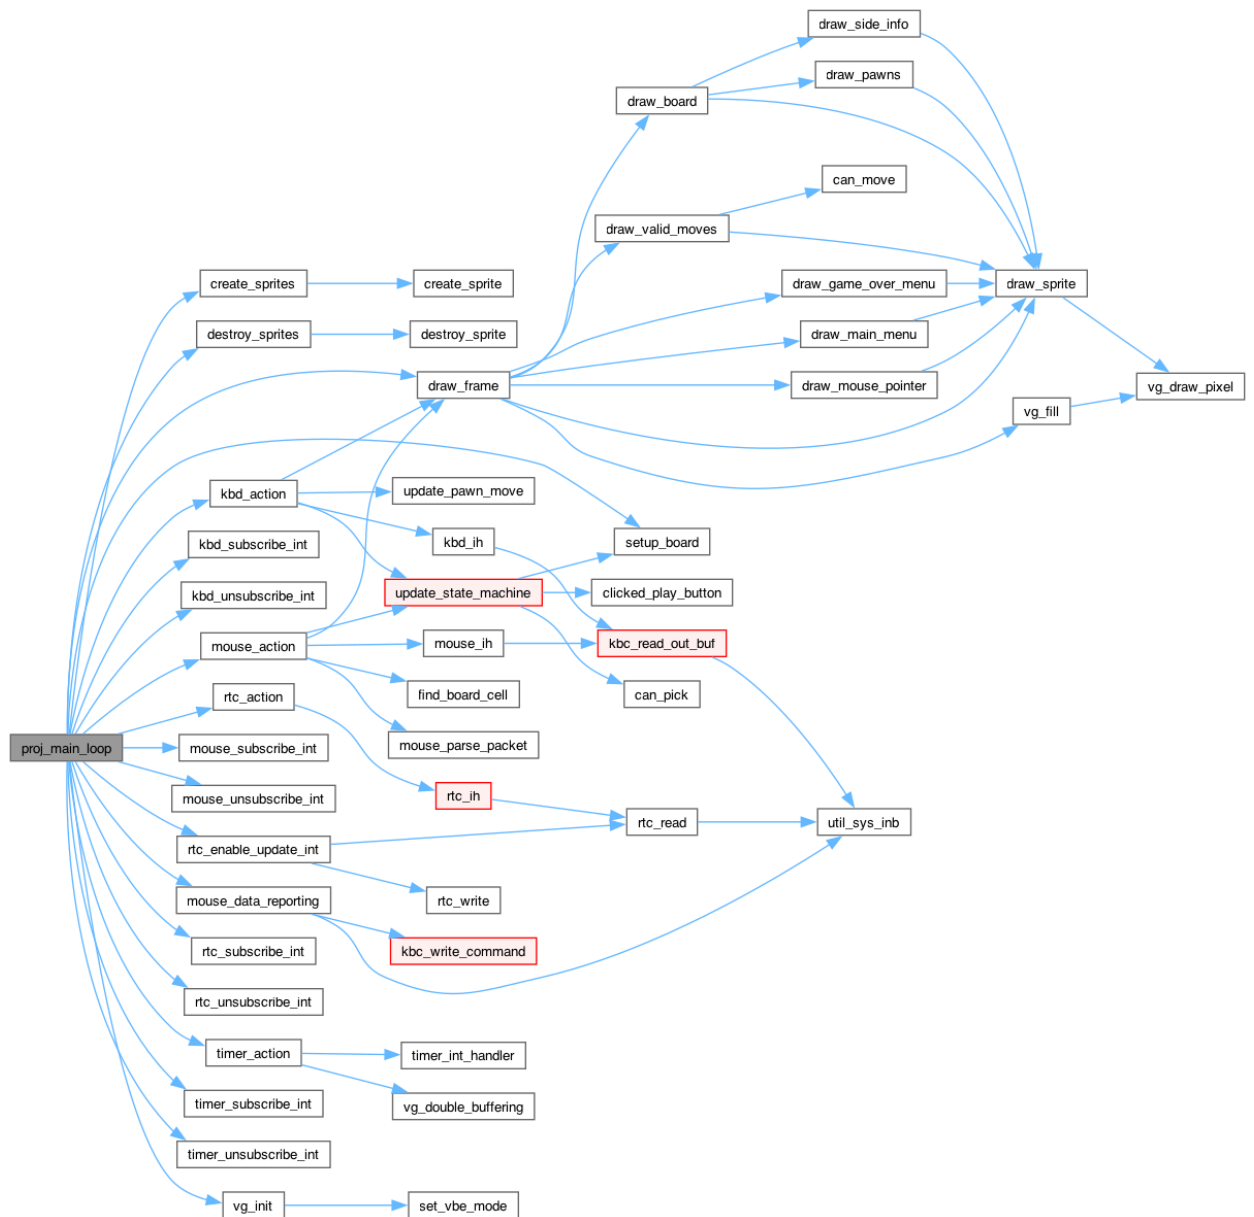 draw_side_info
draw_pawns
draw_board
can_move
draw_valid_moves
create_sprites
create_sprite
draw_game_over_menu
draw_sprite
destroy_sprites
destroy_sprite
draw_main_menu
draw_frame
draw_mouse_pointer
vg_draw_pixel
vg_fill
kbd_action
update_pawn_move
kbd_subscribe_int
kbd_ih
setup_board
kbd_unsubscribe_int
update_state_machine
clicked_play_button
mouse_action
mouse_ih
kbc_read_out_buf
rtc_action
find_board_cell
can_pick
proj_main_loop
mouse_subscribe_int
mouse_parse_packet
mouse_unsubscribe_int
rtc_ih
rtc_read
util_sys_inb
rtc_enable_update_int
mouse_data_reporting
rtc_write
rtc_subscribe_int
kbc_write_command
rtc_unsubscribe_int
timer_action
timer_int_handler
timer_subscribe_int
vg_double_buffering
timer_unsubscribe_int
vg_init
set_vbe_mode